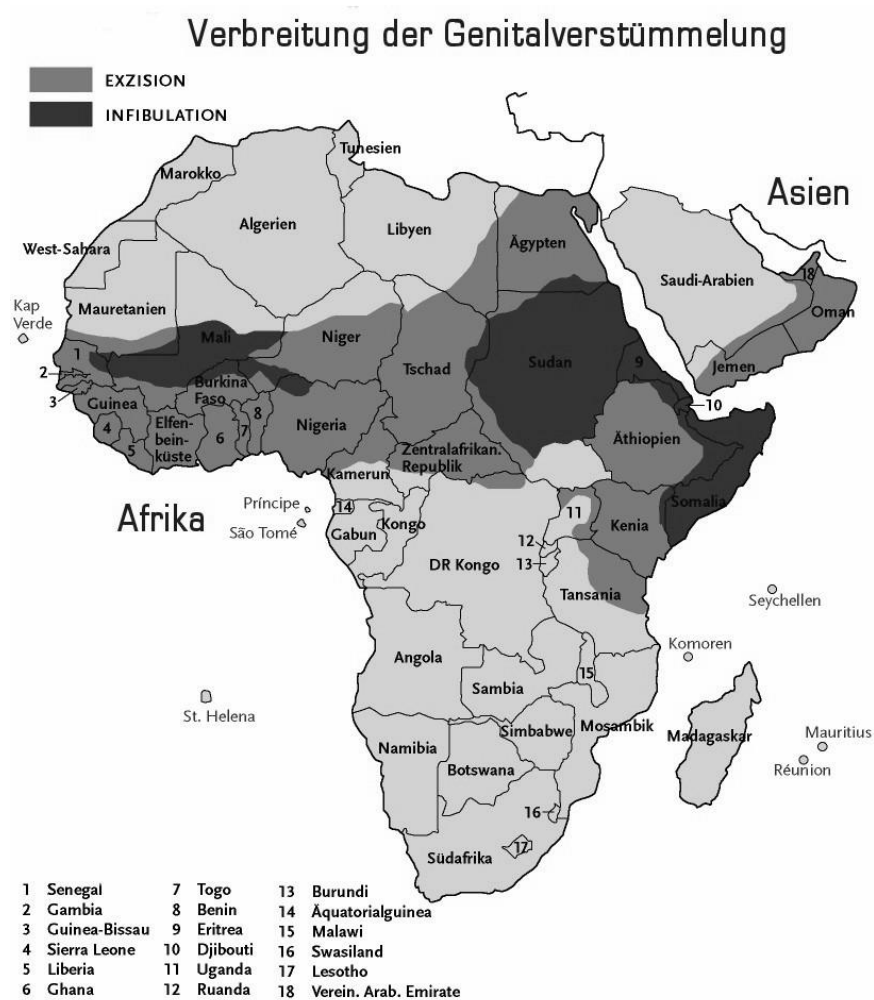 Verbreitung der Genitalverstümmelung
EXZISION
INFIBULATION
Tunesien
Marokko
Asien
Algerien
Libyen
Ägypten
West-Sahara
Saudi-Arabien
18
Kap
Verde
Mauretanien
Oman
Mali
Niger
1
Tschad
Sudan
9
Jemen
2
Burkina
Faso
3
Guinea
10
4
Elfen-
bein-
küste
5
6
7
8
Nigeria
Äthiopien
Zentralafrikan.
Republik
Kamerun
Somalia
Príncipe
14
11
Kenia
Afrika
São Tomé
Kongo
Gabun
12
13
DR Kongo
Tansania
Seychellen
Komoren
Angola
15
Sambia
St. Helena
Mosambik
Simbabwe
Madagaskar
Mauritius
Namibia
Botswana
Réunion
16
17
Südafrika
1 Senegal 7 Togo 13 Burundi
2 Gambia 8 Benin 14 Äquatorialguinea
3 Guinea-Bissau 9 Eritrea 15 Malawi
4 Sierra Leone 10 Djibouti 16 Swasiland
5 Liberia 11 Uganda 17 Lesotho
6 Ghana 12 Ruanda 18 Verein. Arab. Emirate